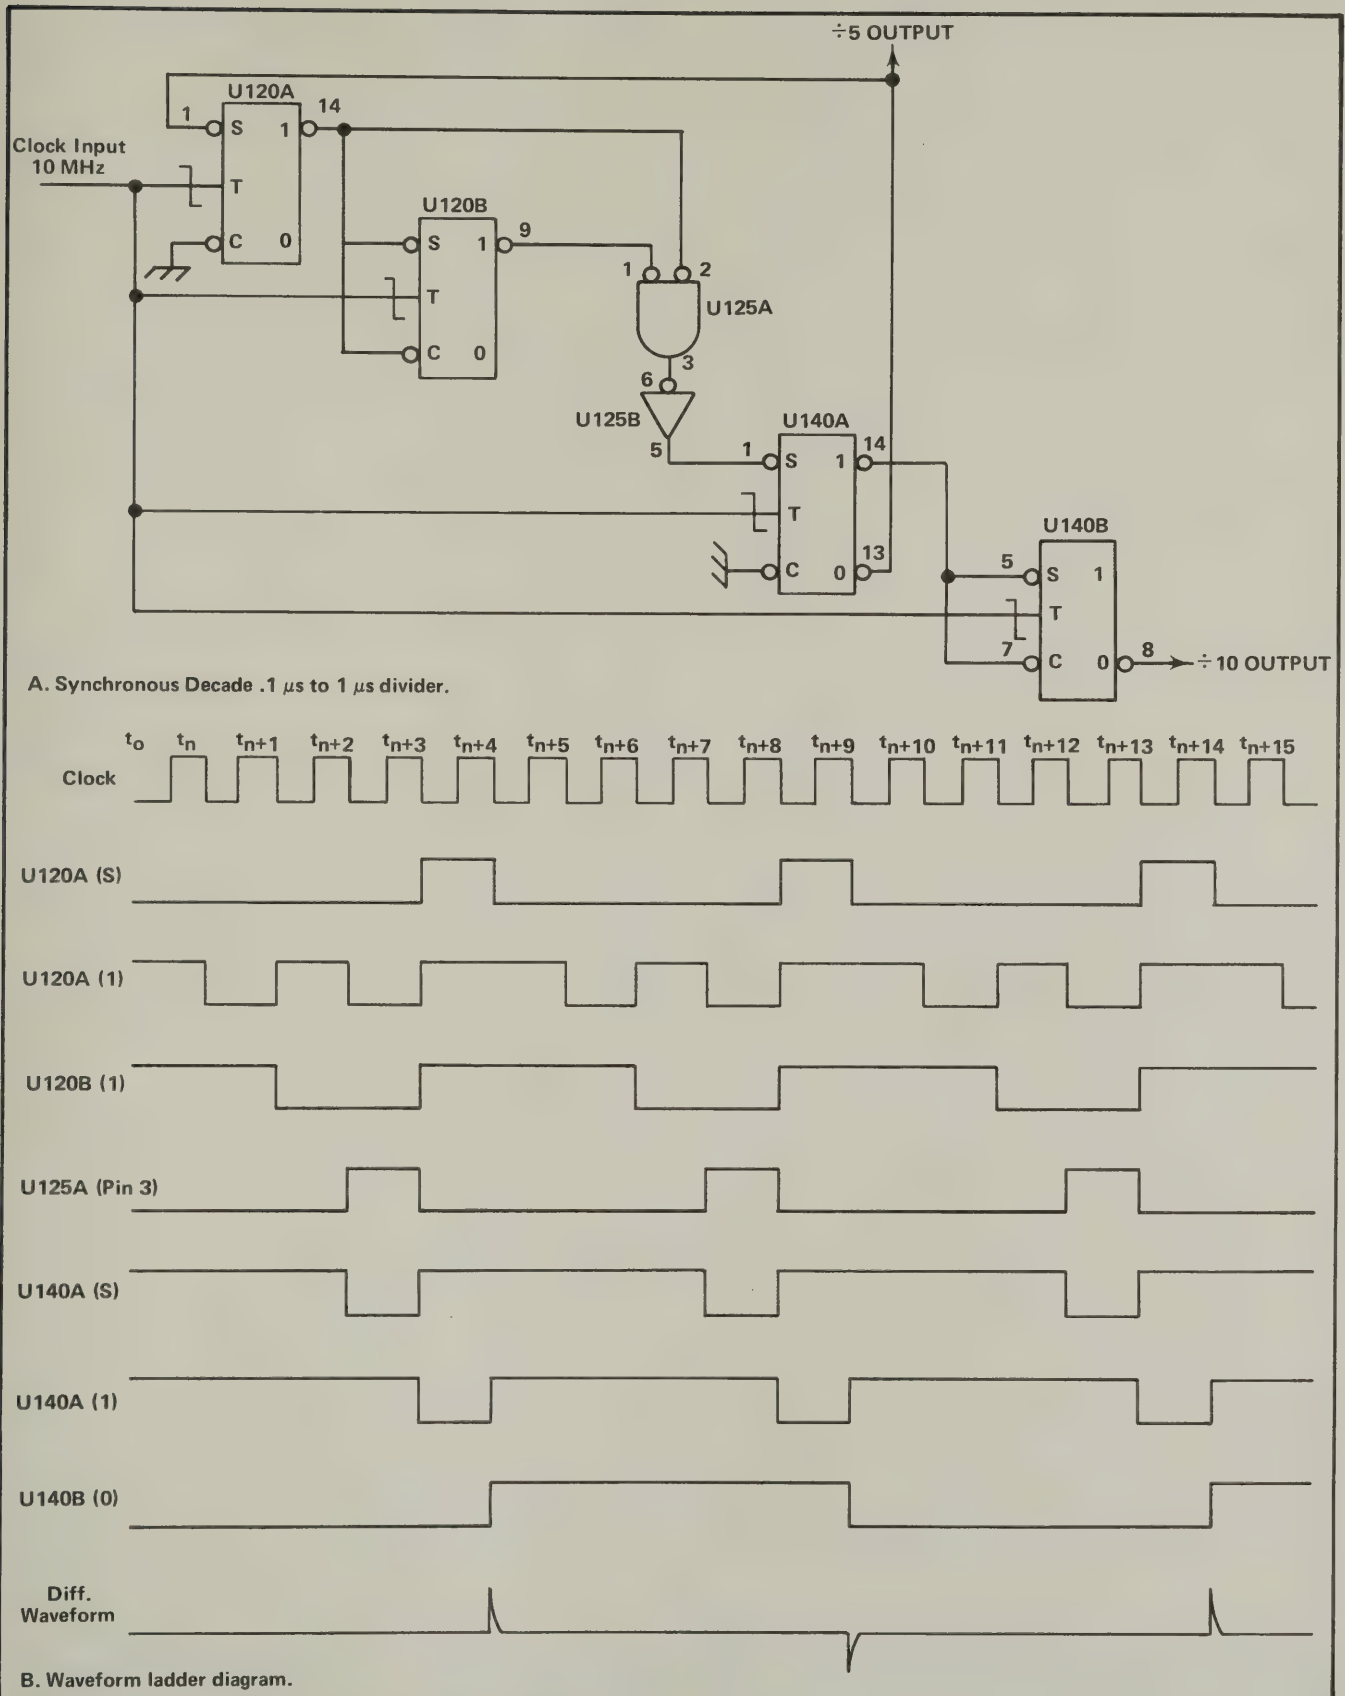 ÷5 OUTPUT
U120A
1
14
S
1
Clock Input
10 MHz
T
C
0
U120B
9
S
1
T
C
0
1
2
U125A
3
6
U125B
5
U140A
1
14
S
1
T
13
C
0
U140B
5
S
1
T
7
C
0
8
÷10 OUTPUT
A. Synchronous Decade .1 μs to 1 μs divider.
to tn tn+1 tn+2 tn+3 tn+4 tn+5 tn+6 tn+7 tn+8 tn+9 tn+10 tn+11 tn+12 tn+13 tn+14 tn+15
Clock
U120A (S)
U120A (1)
U120B (1)
U125A (Pin 3)
U140A (S)
U140A (1)
U140B (0)
Diff.
Waveform
B. Waveform ladder diagram.